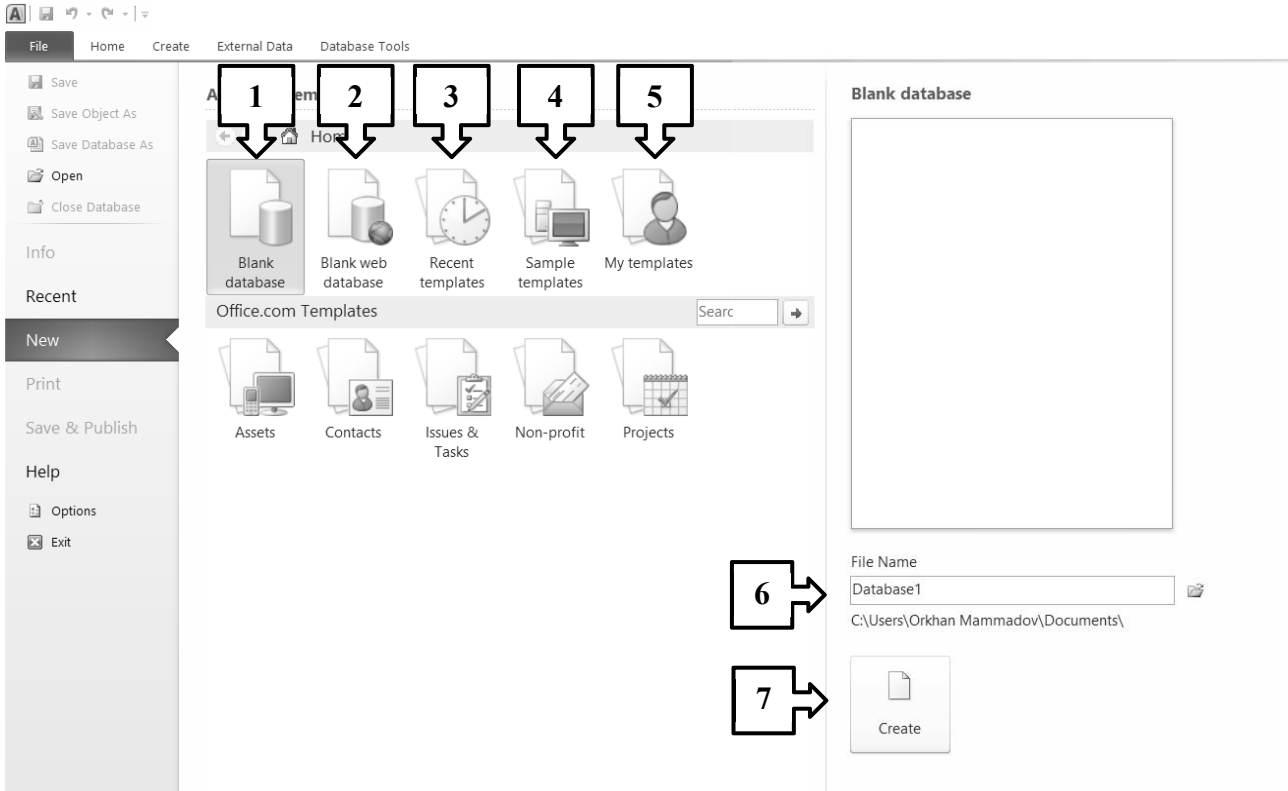 File Home Create External Data Database Tools
Save
Save Object As
Save Database As
Open
Close Database
Info
Recent
New
Print
Save & Publish
Help
Options
Exit
1 2 3 4 5
Blank database
Blank web database
Recent templates
Sample templates
My templates
Office.com Templates
Searc
Assets
Contacts
Issues & Tasks
Non-profit
Projects
Blank database
File Name
6
Database1
C:\Users\Orkhan Mammadov\Documents\
7
Create